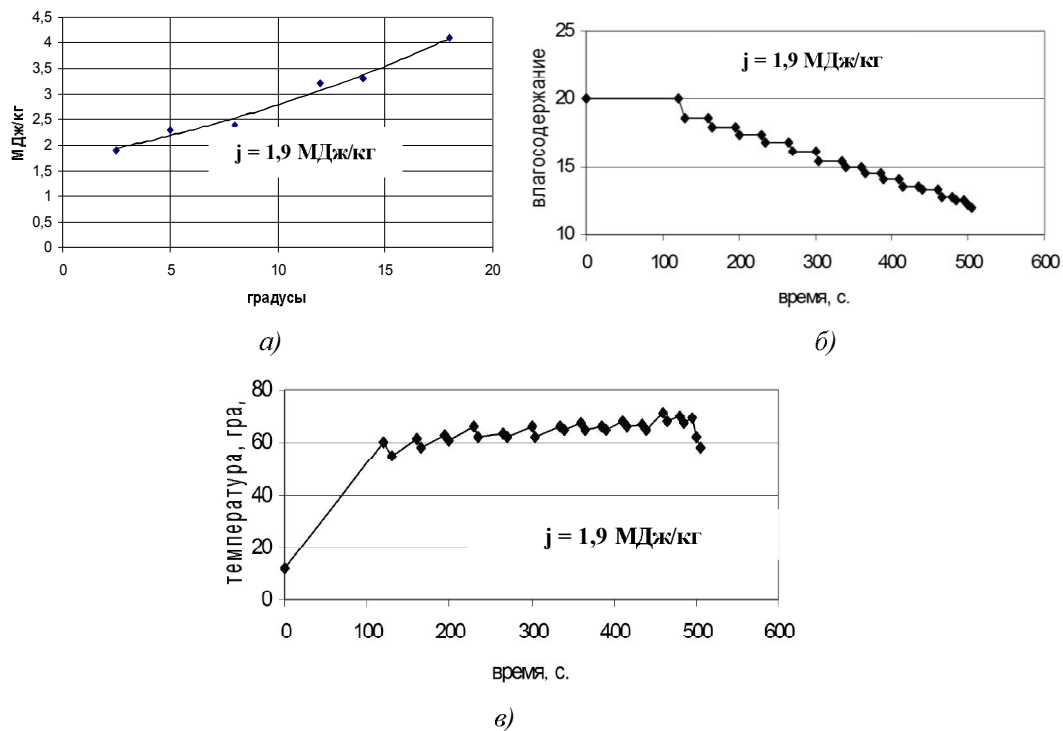 4,5
4
3,5
3
2,5
2
1,5
1
0,5
0
МДж/кг
j = 1,9 МДж/кг
0 5 10 15 20
градусы
а)
25
20
15
10
влагосодержание
j = 1,9 МДж/кг
0 100 200 300 400 500 600
время, с.
б)
80
60
40
20
0
температура, гра,
j = 1,9 МДж/кг
0 100 200 300 400 500 600
время, с.
в)